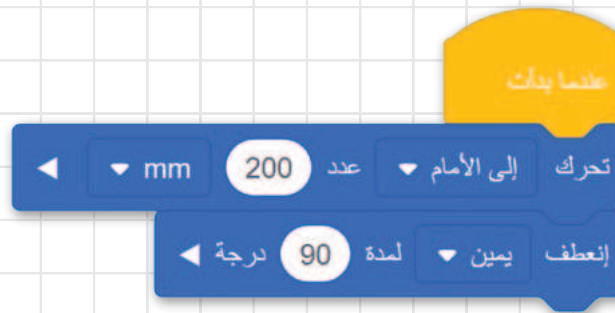 عندما بدأت
تحرك إلى الأمام عدد 200 mm
إنعطف يمين لمدة 90 درجة